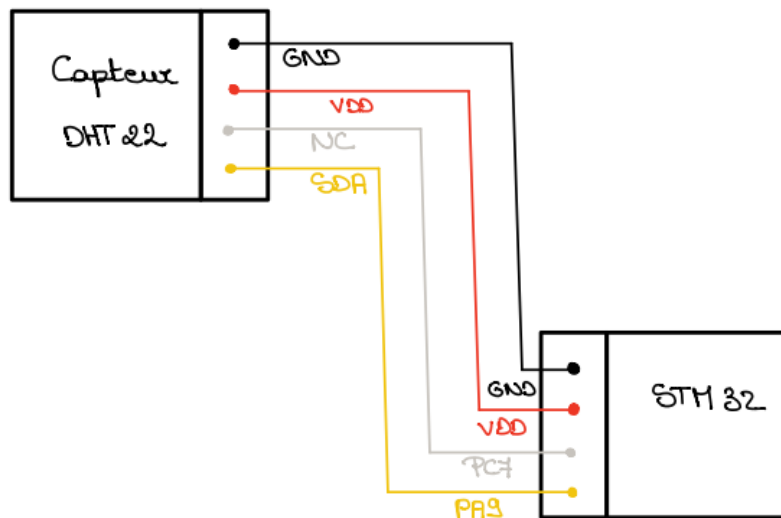 Capteur
DHT 22
GND
VDD
NC
SDA
GND
VDD
PC7
PA9
STM 32